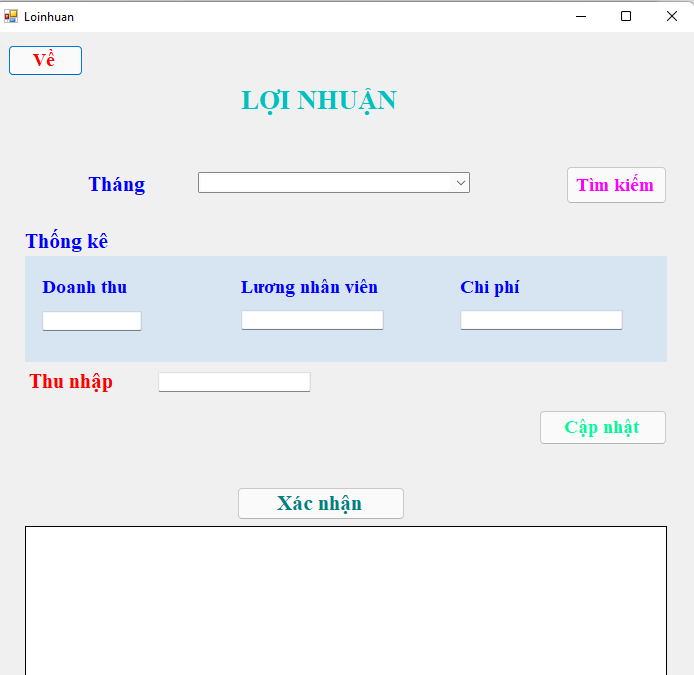 Loinhuan
Về
LỢI NHUẬN
Tháng
Tìm kiếm
Thống kê
Doanh thu
Lương nhân viên
Chi phí
Thu nhập
Cập nhật
Xác nhận